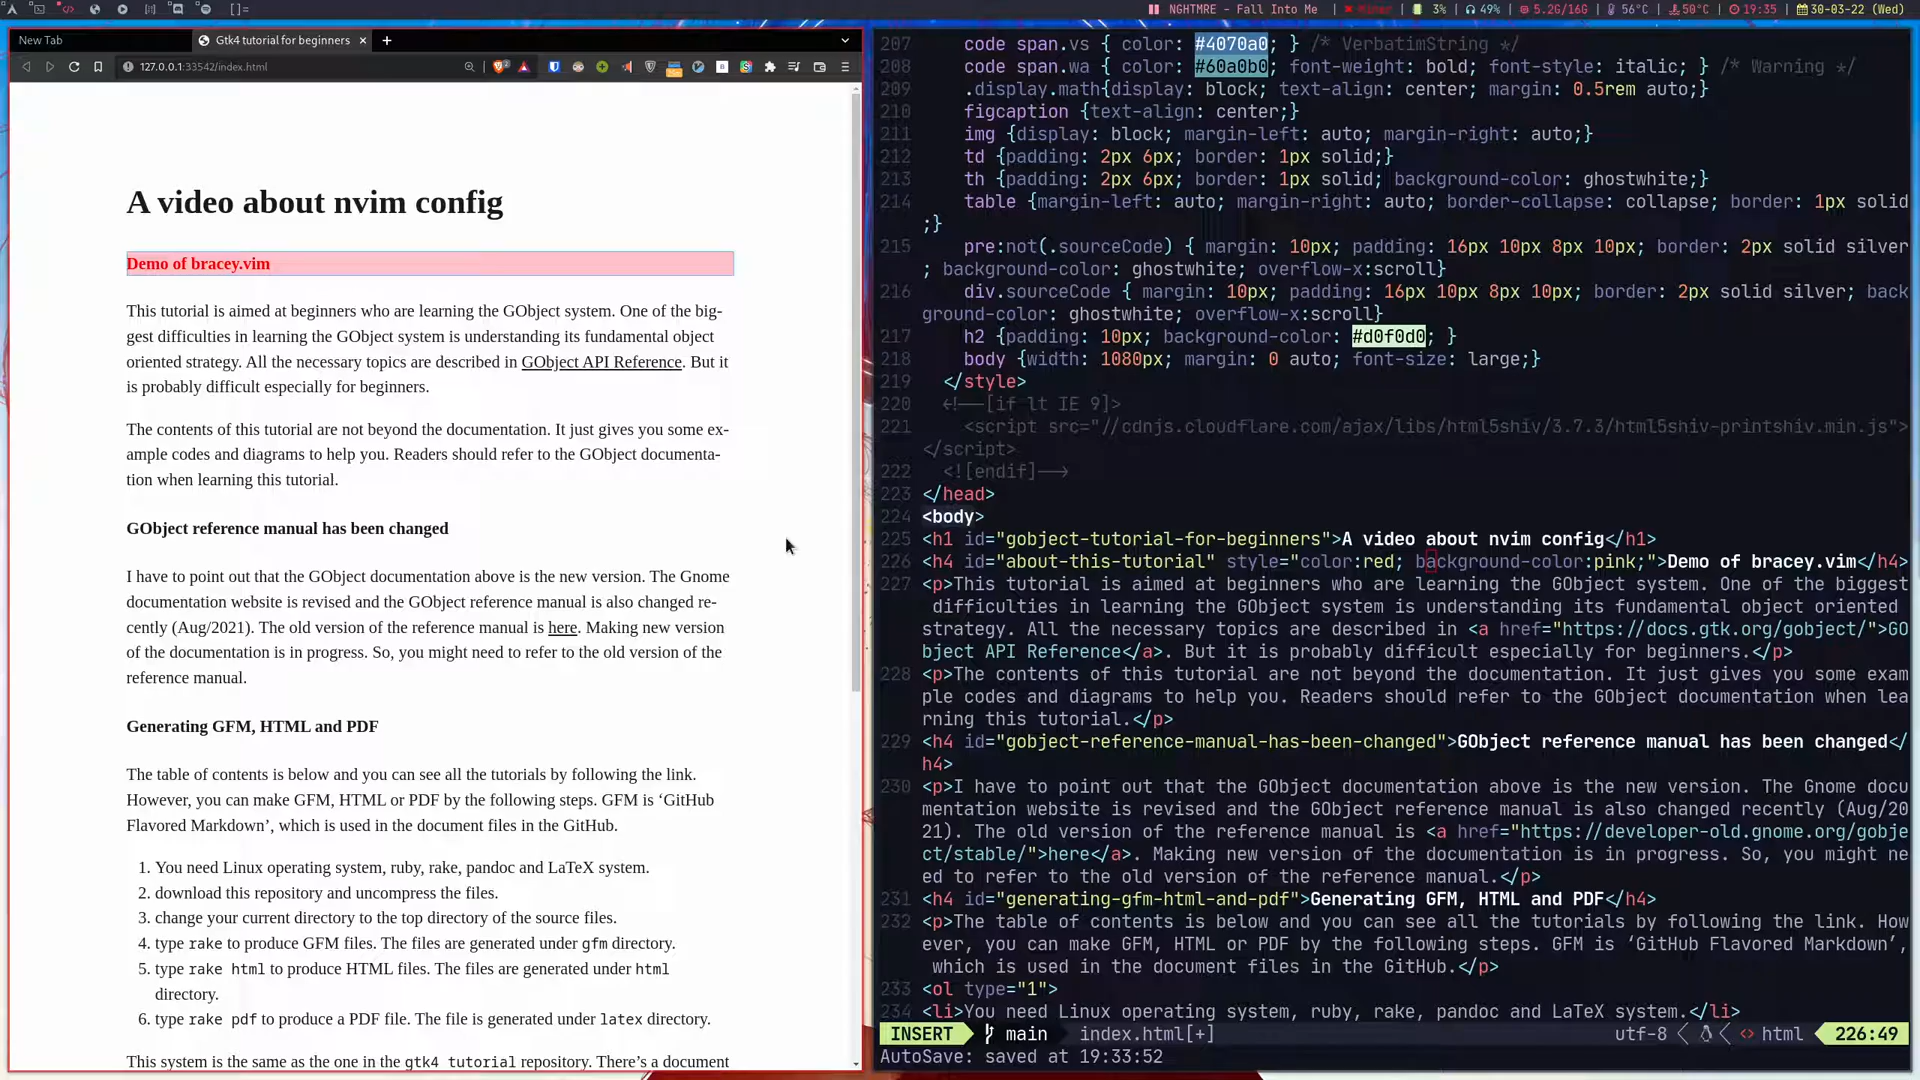 []=
NGHTMRE - Fall Into Me | | 3% | 49% | 5.2G/16G | 56°C | 50°C | 19:35 | 30-03-22 (Wed)
New Tab
Gtk4 tutorial for beginners
127.0.0.1:33542/index.html
A video about nvim config
Demo of bracey.vim
This tutorial is aimed at beginners who are learning the GObject system. One of the big-
gest difficulties in learning the GObject system is understanding its fundamental object
oriented strategy. All the necessary topics are described in GObject API Reference. But it
is probably difficult especially for beginners.
The contents of this tutorial are not beyond the documentation. It just gives you some ex-
ample codes and diagrams to help you. Readers should refer to the GObject documenta-
tion when learning this tutorial.
GObject reference manual has been changed
I have to point out that the GObject documentation above is the new version. The Gnome
documentation website is revised and the GObject reference manual is also changed re-
cently (Aug/2021). The old version of the reference manual is here. Making new version
of the documentation is in progress. So, you might need to refer to the old version of the
reference manual.
Generating GFM, HTML and PDF
The table of contents is below and you can see all the tutorials by following the link.
However, you can make GFM, HTML or PDF by the following steps. GFM is ‘GitHub
Flavored Markdown’, which is used in the document files in the GitHub.
1. You need Linux operating system, ruby, rake, pandoc and LaTeX system.
2. download this repository and uncompress the files.
3. change your current directory to the top directory of the source files.
4. type rake to produce GFM files. The files are generated under gfm directory.
5. type rake html to produce HTML files. The files are generated under html
directory.
6. type rake pdf to produce a PDF file. The file is generated under latex directory.
This system is the same as the one in the gtk4 tutorial repository. There’s a document
207 code span.vs { color: #4070a0; } /* VerbatimString */
208 code span.wa { color: #60a0b0; font-weight: bold; font-style: italic; } /* Warning */
209 .display.math{display: block; text-align: center; margin: 0.5rem auto;}
210 figcaption {text-align: center;}
211 img {display: block; margin-left: auto; margin-right: auto;}
212 td {padding: 2px 6px; border: 1px solid;}
213 th {padding: 2px 6px; border: 1px solid; background-color: ghostwhite;}
214 table {margin-left: auto; margin-right: auto; border-collapse: collapse; border: 1px solid
;}
215 pre:not(.sourceCode) { margin: 10px; padding: 16px 10px 8px 10px; border: 2px solid silver
; background-color: ghostwhite; overflow-x:scroll}
216 div.sourceCode { margin: 10px; padding: 16px 10px 8px 10px; border: 2px solid silver; back
ground-color: ghostwhite; overflow-x:scroll}
217 h2 {padding: 10px; background-color: #d0f0d0; }
218 body {width: 1080px; margin: 0 auto; font-size: large;}
219 </style>
220 <!--[if lt IE 9]>
221 <script src="//cdnjs.cloudflare.com/ajax/libs/html5shiv/3.7.3/html5shiv-printshiv.min.js">
</script>
222 <![endif]-->
223 </head>
224 <body>
225 <h1 id="gobject-tutorial-for-beginners">A video about nvim config</h1>
226 <h4 id="about-this-tutorial" style="color:red; background-color:pink;">Demo of bracey.vim</h4>
227 <p>This tutorial is aimed at beginners who are learning the GObject system. One of the biggest
difficulties in learning the GObject system is understanding its fundamental object oriented
strategy. All the necessary topics are described in <a href="https://docs.gtk.org/gobject/">GO
bject API Reference</a>. But it is probably difficult especially for beginners.</p>
228 <p>The contents of this tutorial are not beyond the documentation. It just gives you some exam
ple codes and diagrams to help you. Readers should refer to the GObject documentation when lea
rning this tutorial.</p>
229 <h4 id="gobject-reference-manual-has-been-changed">GObject reference manual has been changed</
h4>
230 <p>I have to point out that the GObject documentation above is the new version. The Gnome docu
mentation website is revised and the GObject reference manual is also changed recently (Aug/20
21). The old version of the reference manual is <a href="https://developer-old.gnome.org/gobje
ct/stable/">here</a>. Making new version of the documentation is in progress. So, you might ne
ed to refer to the old version of the reference manual.</p>
231 <h4 id="generating-gfm-html-and-pdf">Generating GFM, HTML and PDF</h4>
232 <p>The table of contents is below and you can see all the tutorials by following the link. How
ever, you can make GFM, HTML or PDF by the following steps. GFM is ‘GitHub Flavored Markdown’,
which is used in the document files in the GitHub.</p>
233 <ol type="1">
234 <li>You need Linux operating system, ruby, rake, pandoc and LaTeX system.</li>
INSERT main index.html[+] utf-8 < < <> html 226:49
AutoSave: saved at 19:33:52